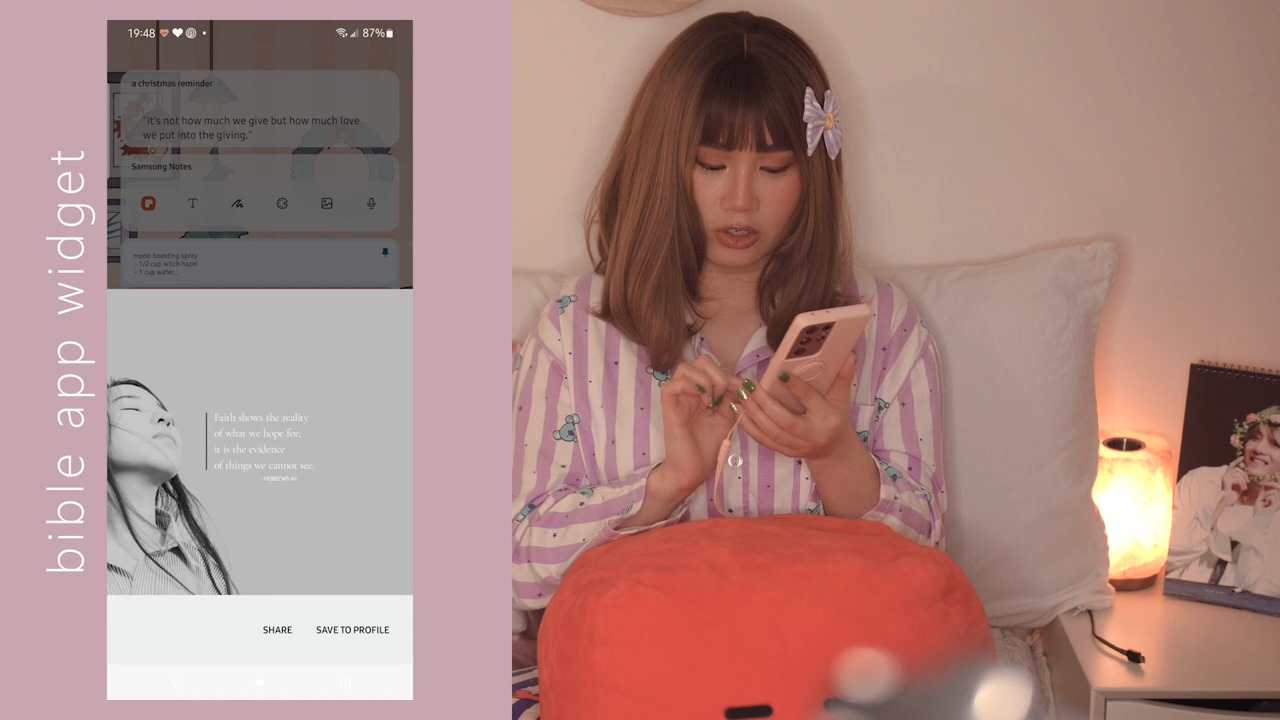 bible app widget
19:48
87%
a christmas reminder
"it's not how much we give but how much love
we put into the giving."
Samsung Notes
mood-boosting spray
- 1/2 cup witch hazel
- 1 cup water...
Faith shows the reality
of what we hope for;
it is the evidence
of things we cannot see.
SHARE
SAVE TO PROFILE